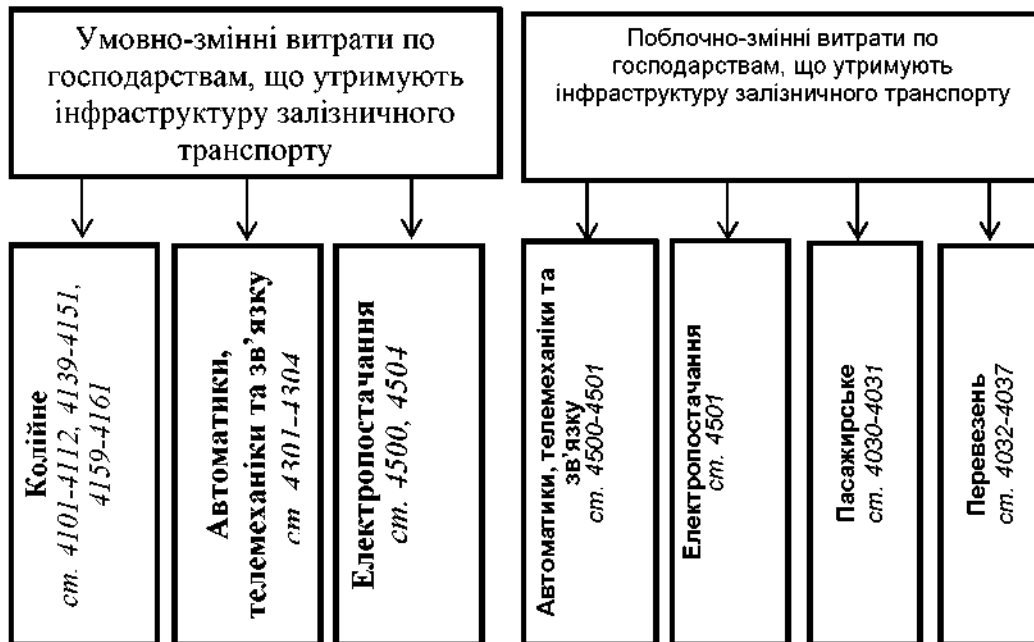 Умовно-змінні витрати по
господарствам, що утримують
інфраструктуру залізничного
транспорту
Поблочно-змінні витрати по
господарствам, що утримують
інфраструктуру залізничного транспорту
Колійне
ст. 4101-4112, 4139-4151,
4159-4161
Автоматики,
телемеханіки та зв’язку
ст 4301-4304
Електропостачання
ст. 4500, 4504
Автоматики, телемеханіки та
зв’язку
ст. 4500-4501
Електропостачання
ст. 4501
Пасажирське
ст. 4030-4031
Перевезень
ст. 4032-4037